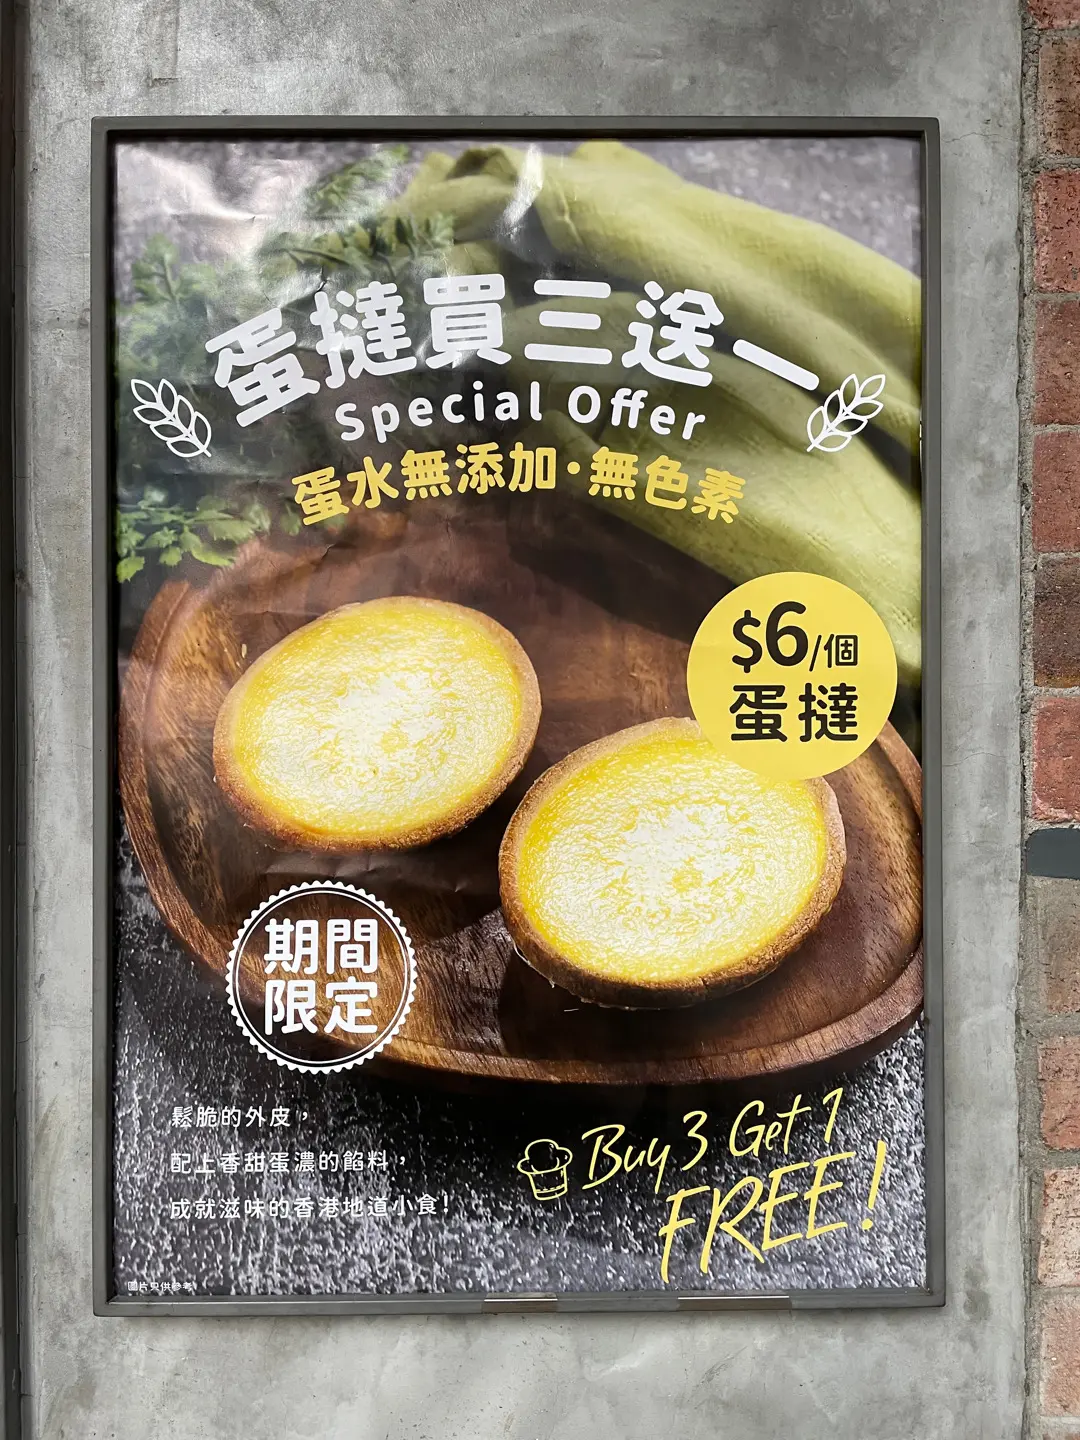 蛋撻買三送一
Special Offer
蛋水無添加·無色素
$6/個
蛋撻
期間
限定
鬆脆的外皮，
配上香甜蛋濃的餡料，
成就滋味的香港地道小食！
Buy 3 Get 1
FREE!
圖片只供參考